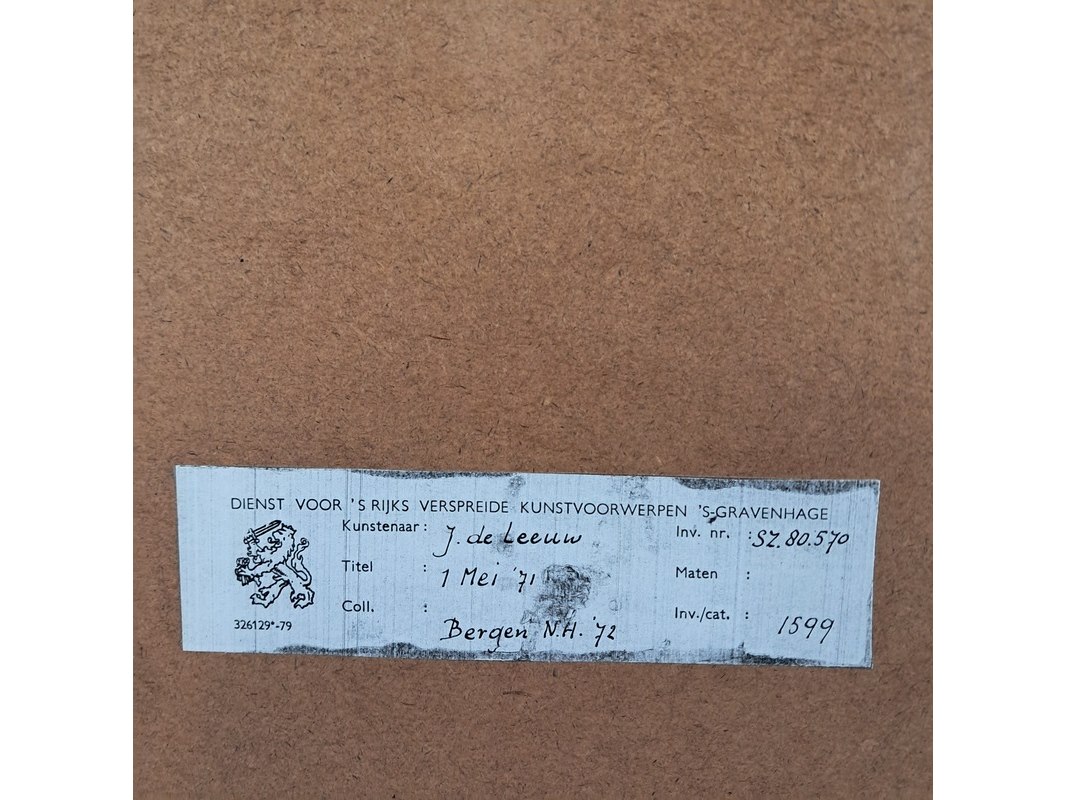 DIENST VOOR 'S RIJKS VERSPREIDE KUNSTVOORWERPEN 'S-GRAVENHAGE
Kunstenaar : J. de Leeuw Inv. nr. : SZ.80.570
Titel : 1 Mei '71 Maten :
Coll. : Bergen N.H. '72 Inv./cat. : 1599
326129*-79